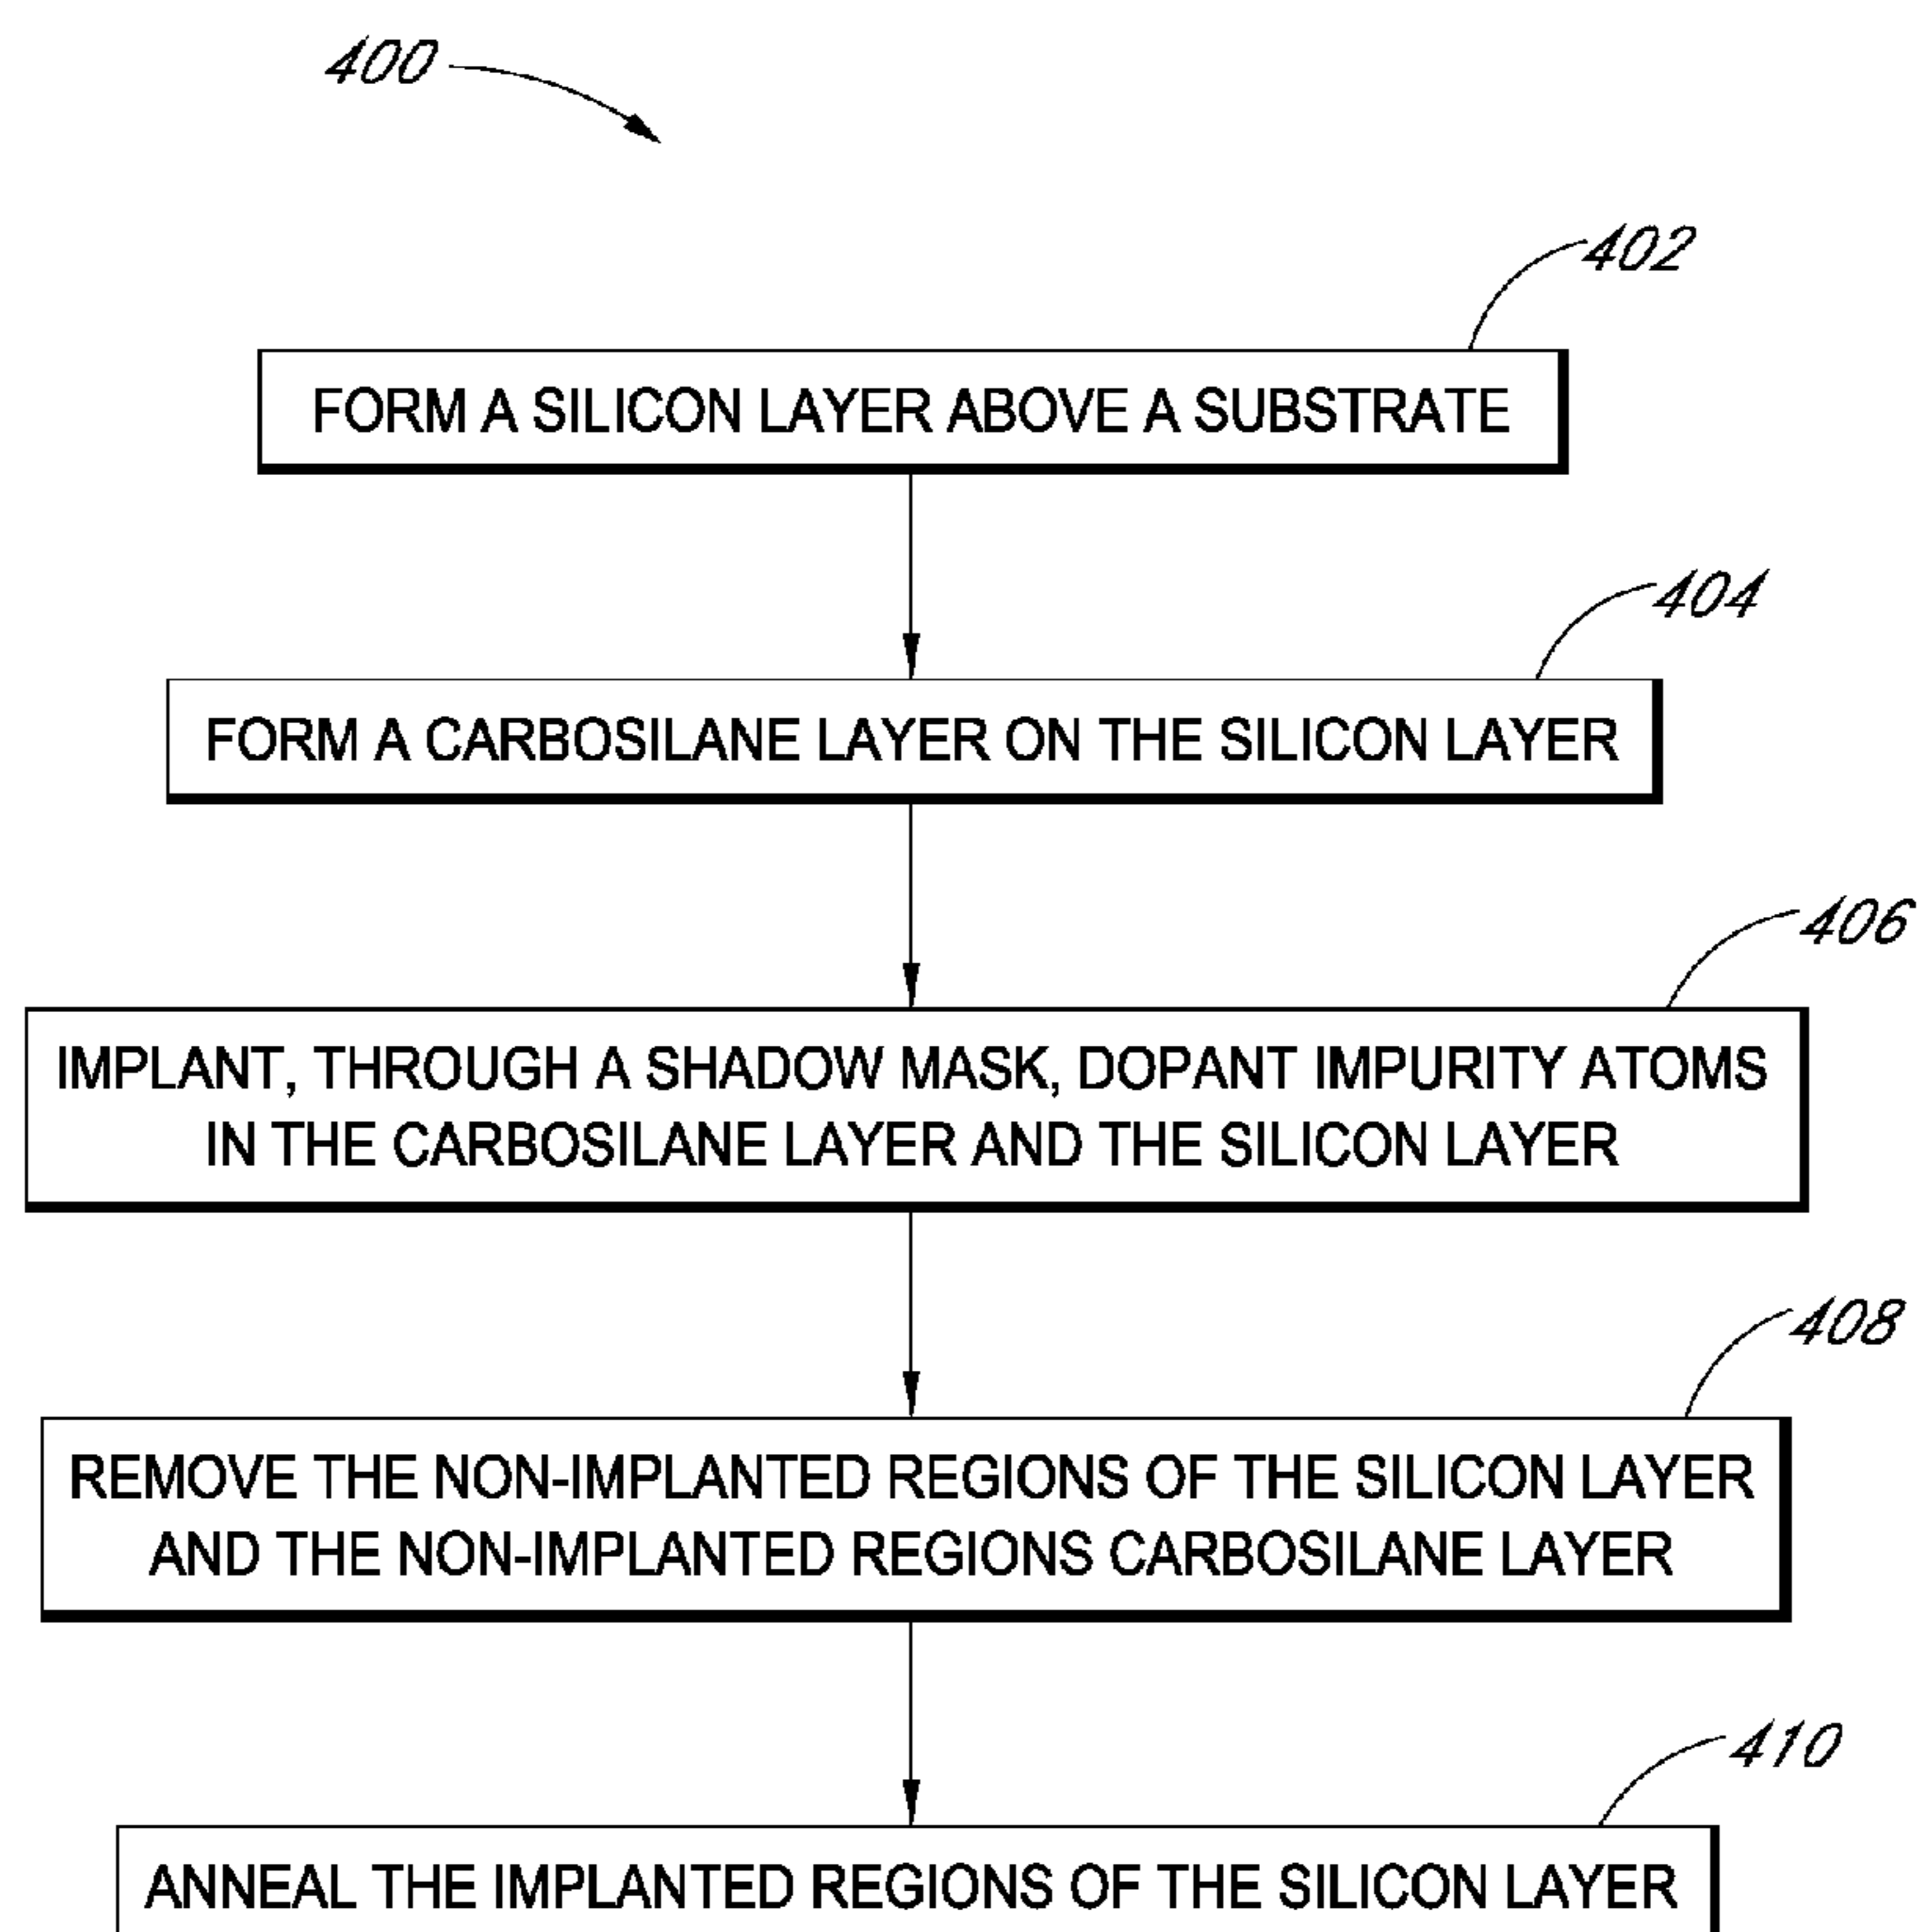 400
402
FORM A SILICON LAYER ABOVE A SUBSTRATE
404
FORM A CARBOSILANE LAYER ON THE SILICON LAYER
406
IMPLANT, THROUGH A SHADOW MASK, DOPANT IMPURITY ATOMS
IN THE CARBOSILANE LAYER AND THE SILICON LAYER
408
REMOVE THE NON-IMPLANTED REGIONS OF THE SILICON LAYER
AND THE NON-IMPLANTED REGIONS CARBOSILANE LAYER
410
ANNEAL THE IMPLANTED REGIONS OF THE SILICON LAYER